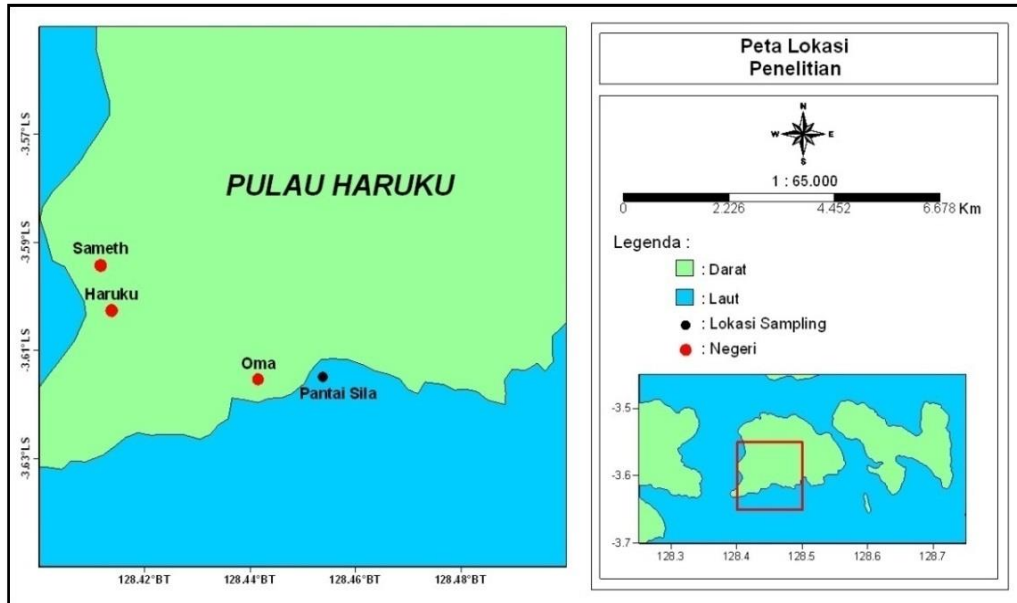 -3.57°LS
-3.59°LS
-3.61°LS
-3.63°LS
PULAU HARUKU
Sameth
Haruku
Oma
Pantai Sila
128.42°BT
128.44°BT
128.46°BT
128.48°BT
Peta Lokasi
Penelitian
N
W E
S
1 : 65.000
0 2.226 4.452 6.678 Km
Legenda :
: Darat
: Laut
: Lokasi Sampling
: Negeri
-3.5
-3.6
-3.7
128.3 128.4 128.5 128.6 128.7